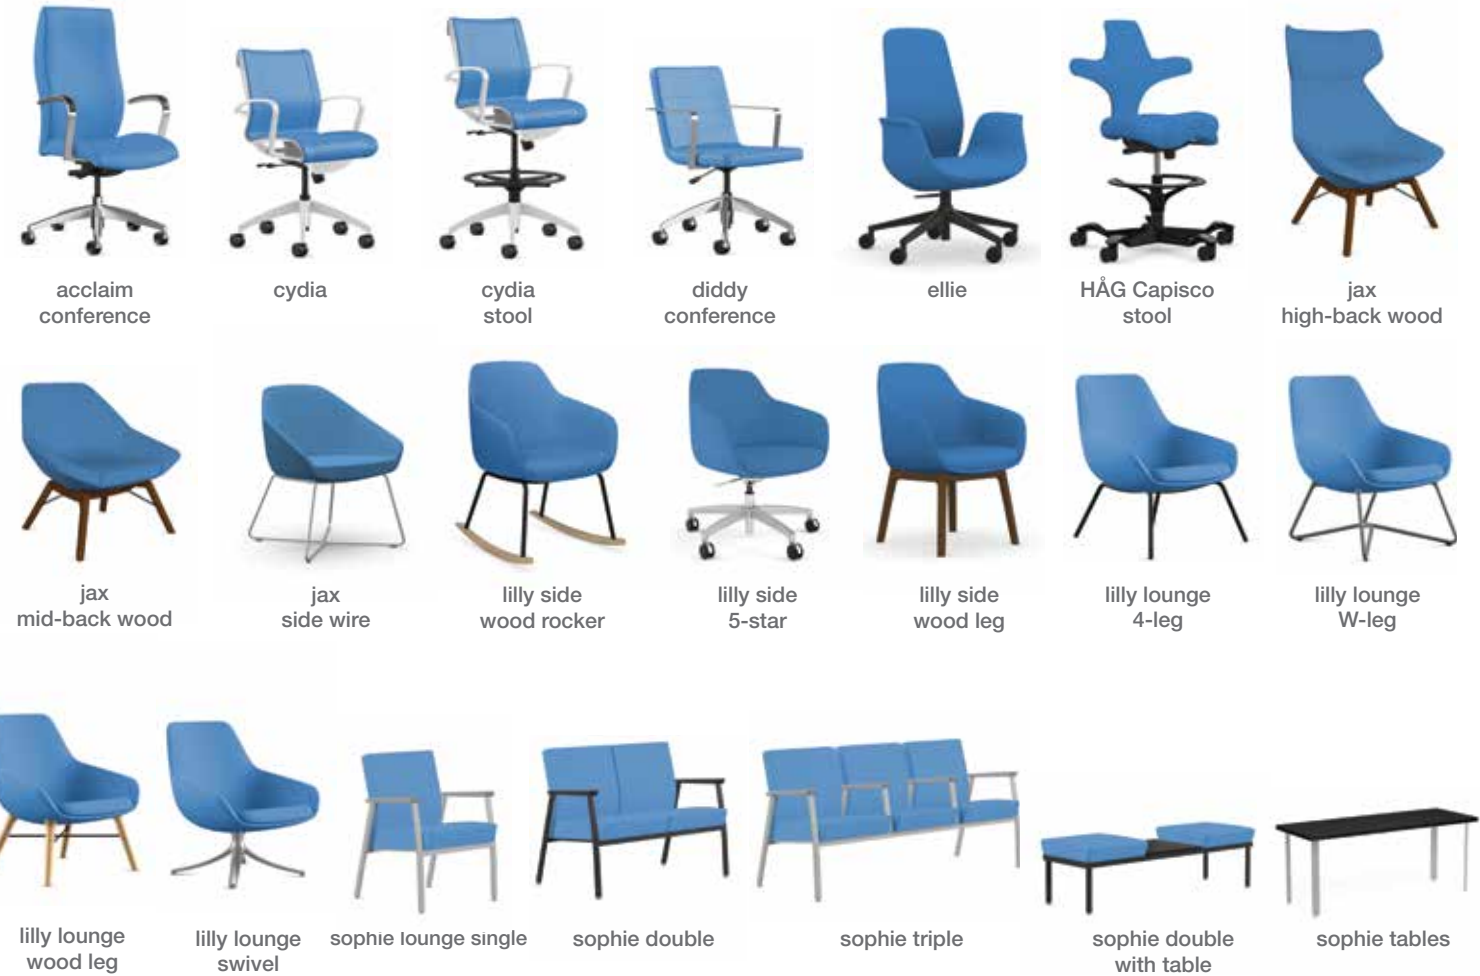 acclaim
conference
cydia
cydia
stool
diddy
conference
ellie
HÅG Capisco
stool
jax
high-back wood
jax
mid-back wood
jax
side wire
lilly side
wood rocker
lilly side
5-star
lilly side
wood leg
lilly lounge
4-leg
lilly lounge
W-leg
lilly lounge
wood leg
lilly lounge
swivel
sophie lounge single
sophie double
sophie triple
sophie double
with table
sophie tables